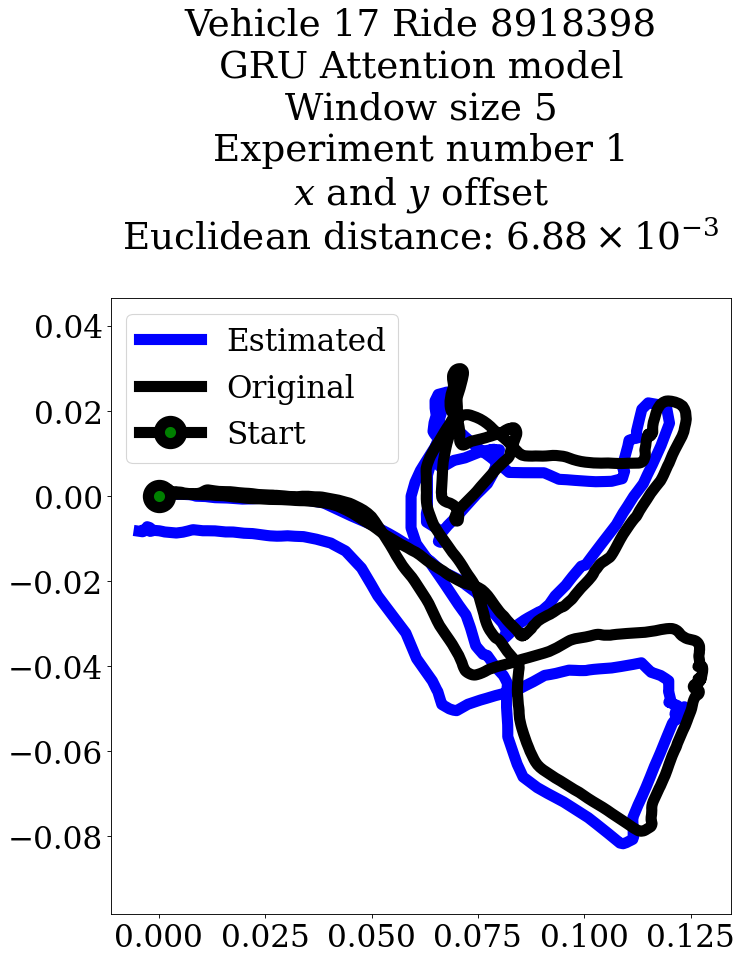 Vehicle 17 Ride 8918398
GRU Attention model
Window size 5
Experiment number 1
x and y offset
Euclidean distance: 6.88 × 10⁻³
Estimated
Original
Start
0.04
0.02
0.00
−0.02
−0.04
−0.06
−0.08
0.000 0.025 0.050 0.075 0.100 0.125